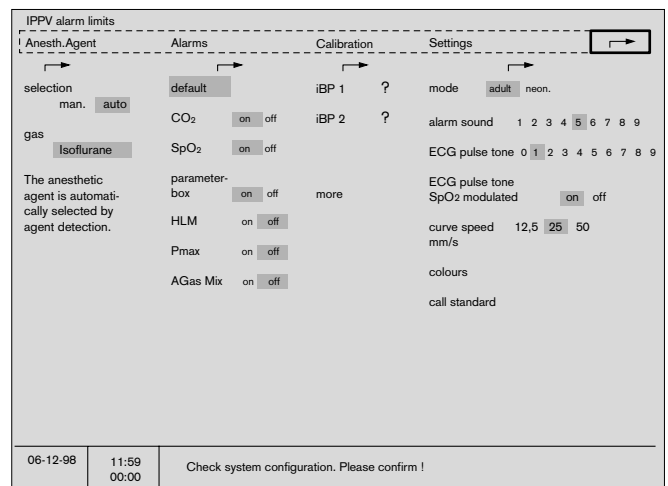 IPPV alarm limits
Anesh.Agent Alarms Calibration Settings
selection
man. auto
gas
Isoflurane
The anesthetic
agent is automati-
cally selected by
agent detection.
default
CO2 on off
SpO2 on off
parameter-
box on off
HLM on off
Pmax on off
AGas Mix on off
iBP 1 ?
iBP 2 ?
more
mode adult neon.
alarm sound 1 2 3 4 5 6 7 8 9
ECG pulse tone 0 1 2 3 4 5 6 7 8 9
ECG pulse tone
SpO2 modulated on off
curve speed 12,5 25 50
mm/s
colours
call standard
06-12-98
11:59
00:00
Check system configuration. Please confirm !